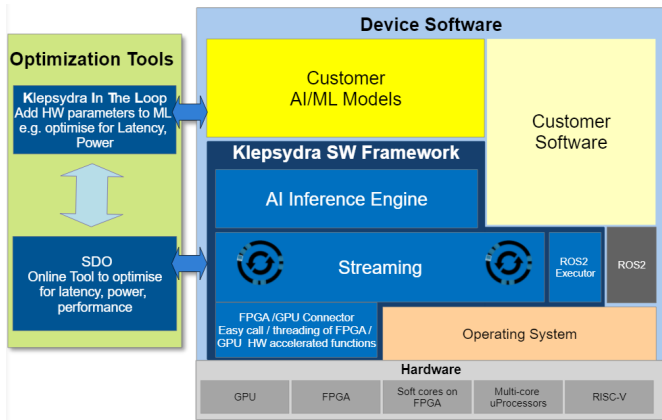 Device Software
Optimization Tools
Klepsydra In The Loop
Add HW parameters to ML
e.g. optimise for Latency,
Power
SDO
Online Tool to optimise
for latency, power,
performance
Customer
AI/ML Models
Customer
Software
Klepsydra SW Framework
AI Inference Engine
Streaming
ROS2
Executor
ROS2
FPGA /GPU Connector
Easy call / threading of FPGA /
GPU HW accelerated functions
Operating System
Hardware
GPU
FPGA
Soft cores on
FPGA
Multi-core
uProcessors
RISC-V